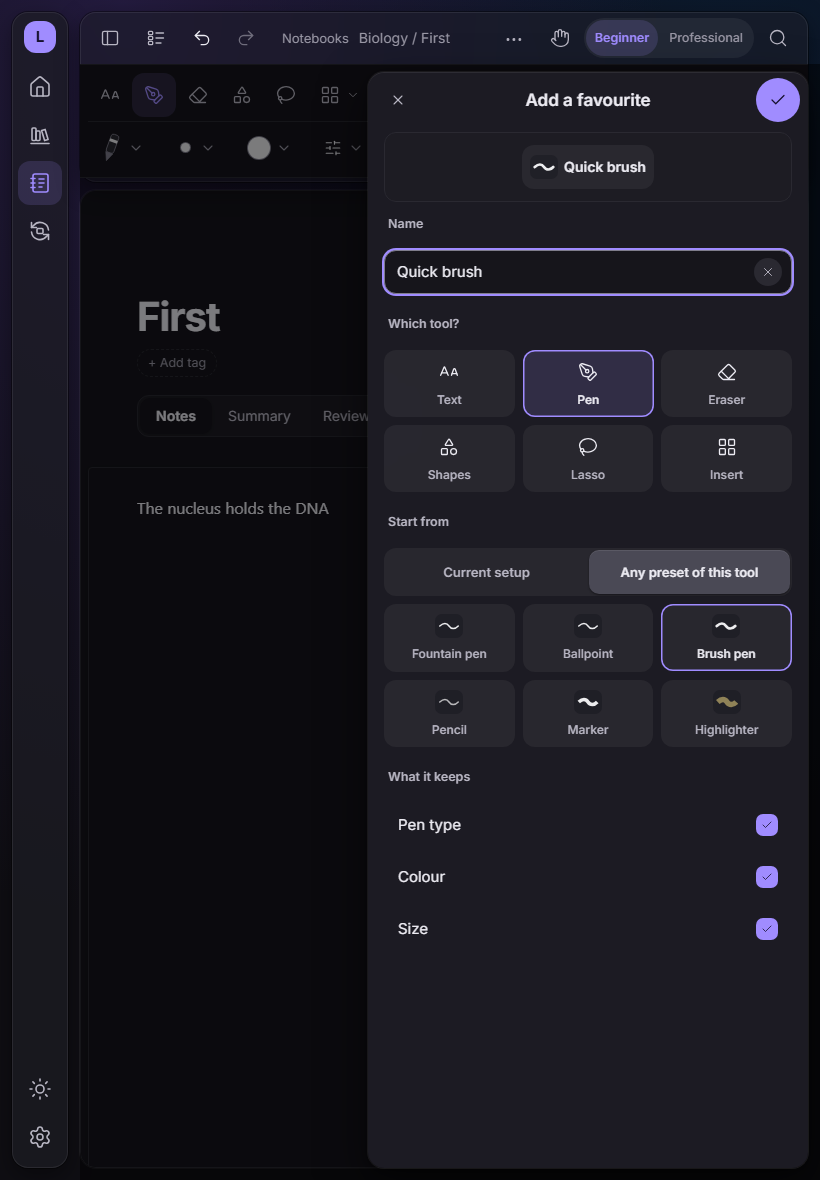 L
Notebooks Biology / First
Beginner Professional
AA
Add a favourite
Quick brush
Name
Quick brush
Which tool?
AA
Text Pen Eraser
Shapes Lasso Insert
Start from
Current setup Any preset of this tool
Fountain pen Ballpoint Brush pen
Pencil Marker Highlighter
What it keeps
Pen type
Colour
Size
First
+ Add tag
Notes Summary Review
The nucleus holds the DNA